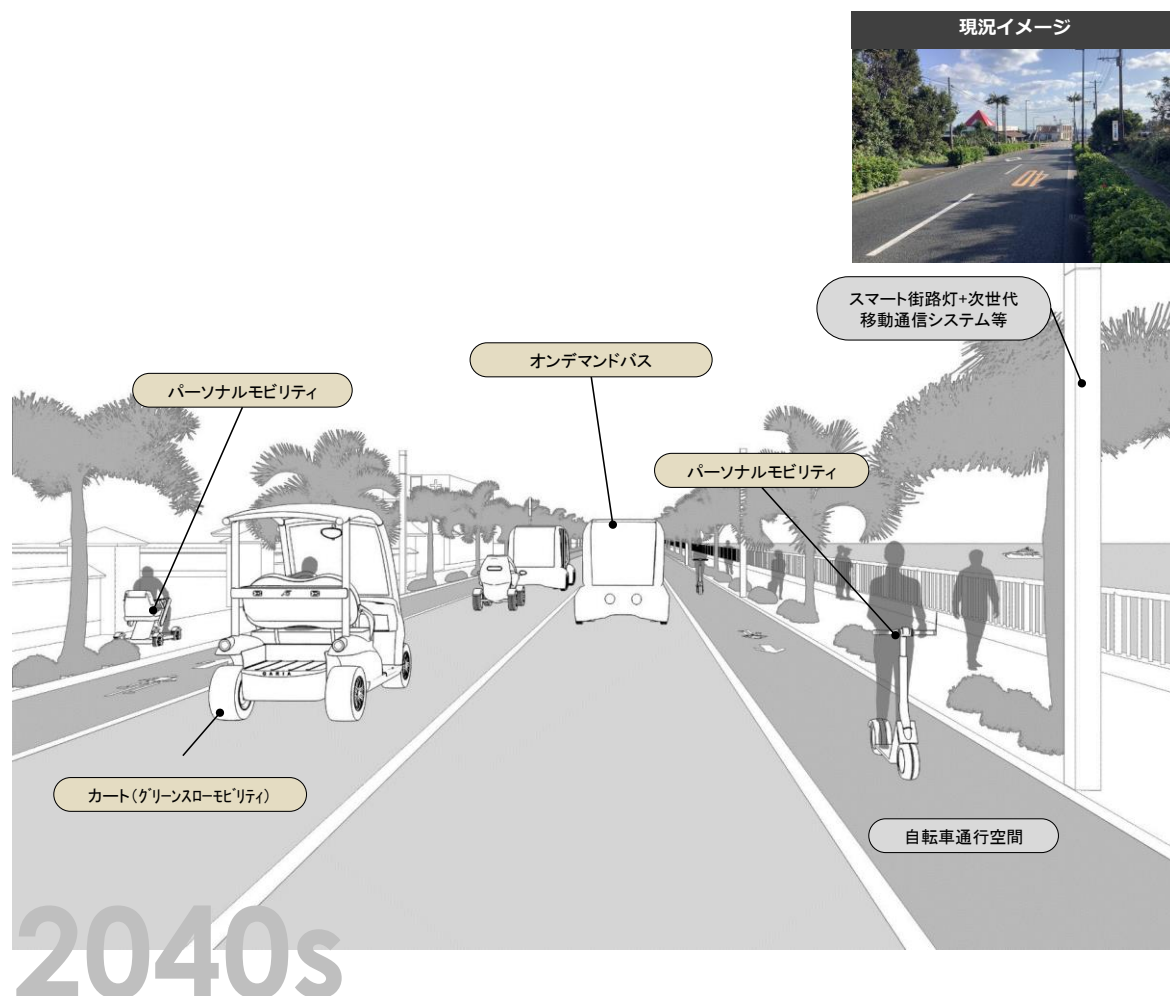 現況イメージ
40
スマート街路灯+次世代
移動通信システム等
オンデマンドバス
パーソナルモビリティ
パーソナルモビリティ
GARIA
カート(ｸﾞﾘｰﾝｽﾛｰﾓﾋﾞﾘﾃｨ)
自転車通行空間
2040s